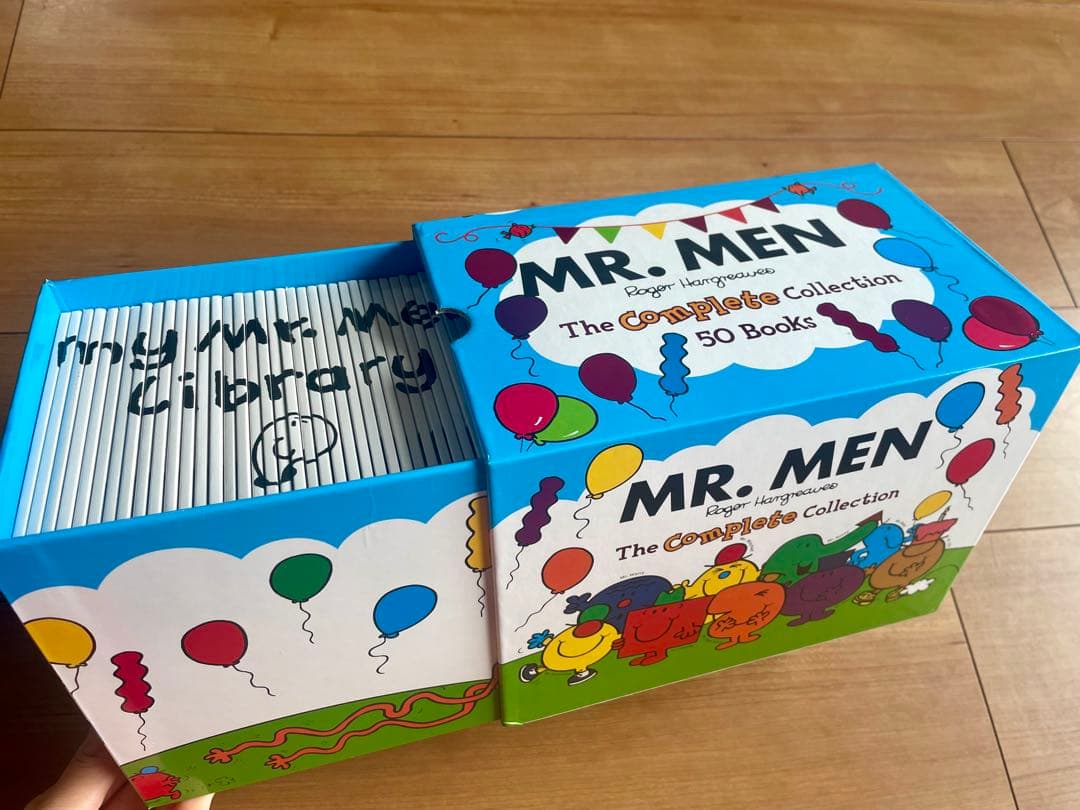 my Mr. Me
Library
MR. MEN
Roger Hargreaves
The Complete Collection
50 Books
MR. MEN
Roger Hargreaves
The Complete Collection